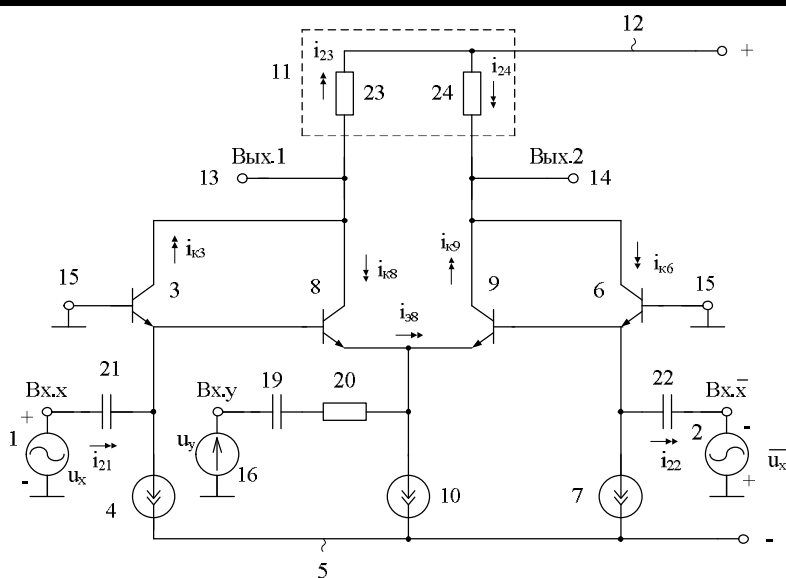 12
i₂₃
i₂₄
+
11
23
24
Вых.1
Вых.2
13
14
iк3
iк8
iк9
iк6
15
3
8
9
6
15
iэ8
21
19
20
22
Вх.x
Вх.y
Вх.x̅
+
-
1
uy
2
i₂₁
i₂₂
ux
u̅x̅
-
16
+
4
10
7
-
5